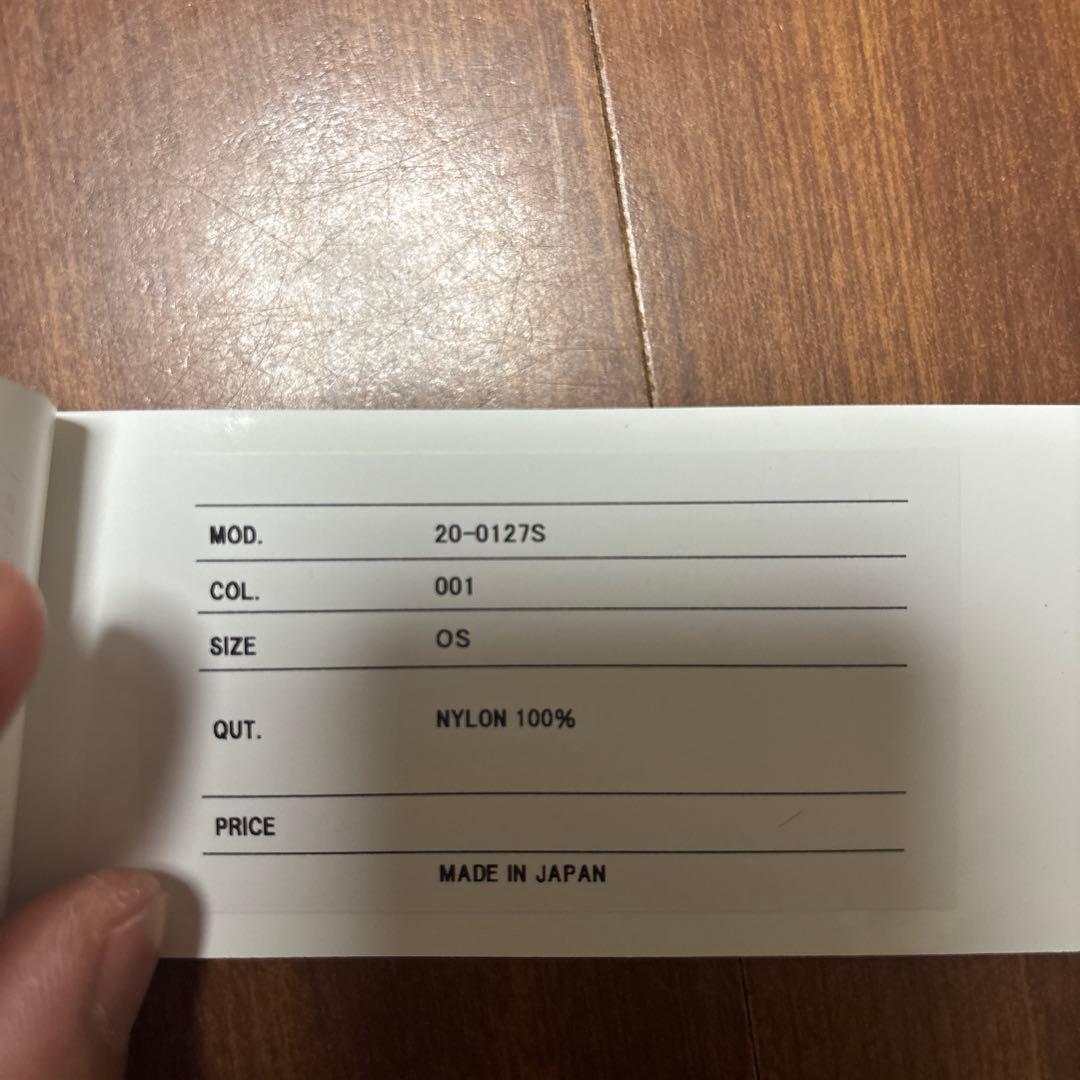 MOD. 20-0127S
COL. 001
SIZE OS
QUT. NYLON 100%
PRICE
MADE IN JAPAN